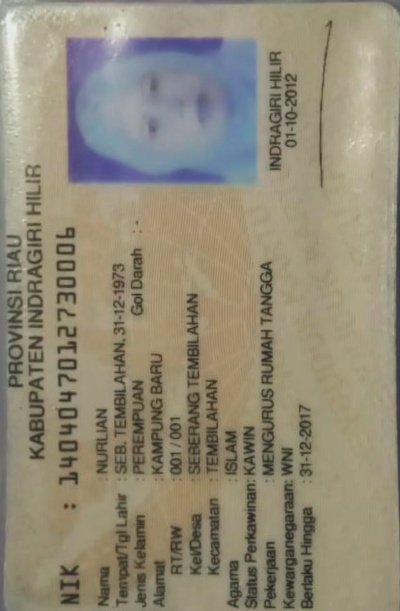 PROVINSI RIAU
KABUPATEN INDRAGIRI HILIR
NIK : 1404047012730006
Nama : NURLIAN
Tempat/Tgl Lahir : SEB. TEMBILAHAN, 31-12-1973
Jenis Kelamin : PEREMPUAN Gol Darah : -
Alamat : KAMPUNG BARU
RT/RW : 001 / 001
Kel/Desa : SEBERANG TEMBILAHAN
Kecamatan : TEMBILAHAN
Agama : ISLAM
Status Perkawinan: KAWIN
Pekerjaan : MENGURUS RUMAH TANGGA
Kewarganegaraan: WNI
Berlaku Hingga : 31-12-2017
INDRAGIRI HILIR
01-10-2012